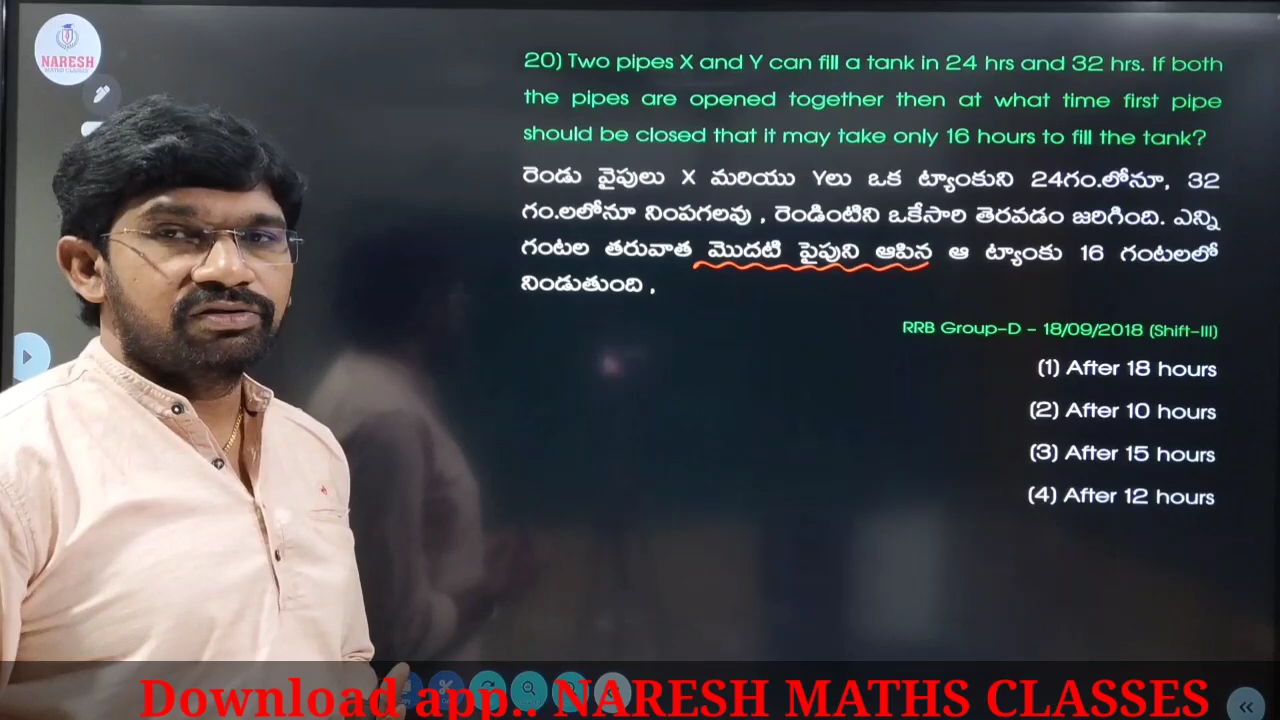 NARESH
MATHS CLASSES
20) Two pipes X and Y can fill a tank in 24 hrs and 32 hrs. If both
the pipes are opened together then at what time first pipe
should be closed that it may take only 16 hours to fill the tank?
రెండు వైపులు X మరియు Yలు ఒక ట్యాంకుని 24గం.లోనూ, 32
గం.లలోనూ నింపగలవు , రెండింటిని ఒకేసారి తెరవడం జరిగింది. ఎన్ని
గంటల తరువాత మొదటి పైపుని ఆపిన ఆ ట్యాంకు 16 గంటలలో
నిండుతుంది ,
RRB Group-D - 18/09/2018 (Shift-III)
(1) After 18 hours
(2) After 10 hours
(3) After 15 hours
(4) After 12 hours
Download app.. NARESH MATHS CLASSES